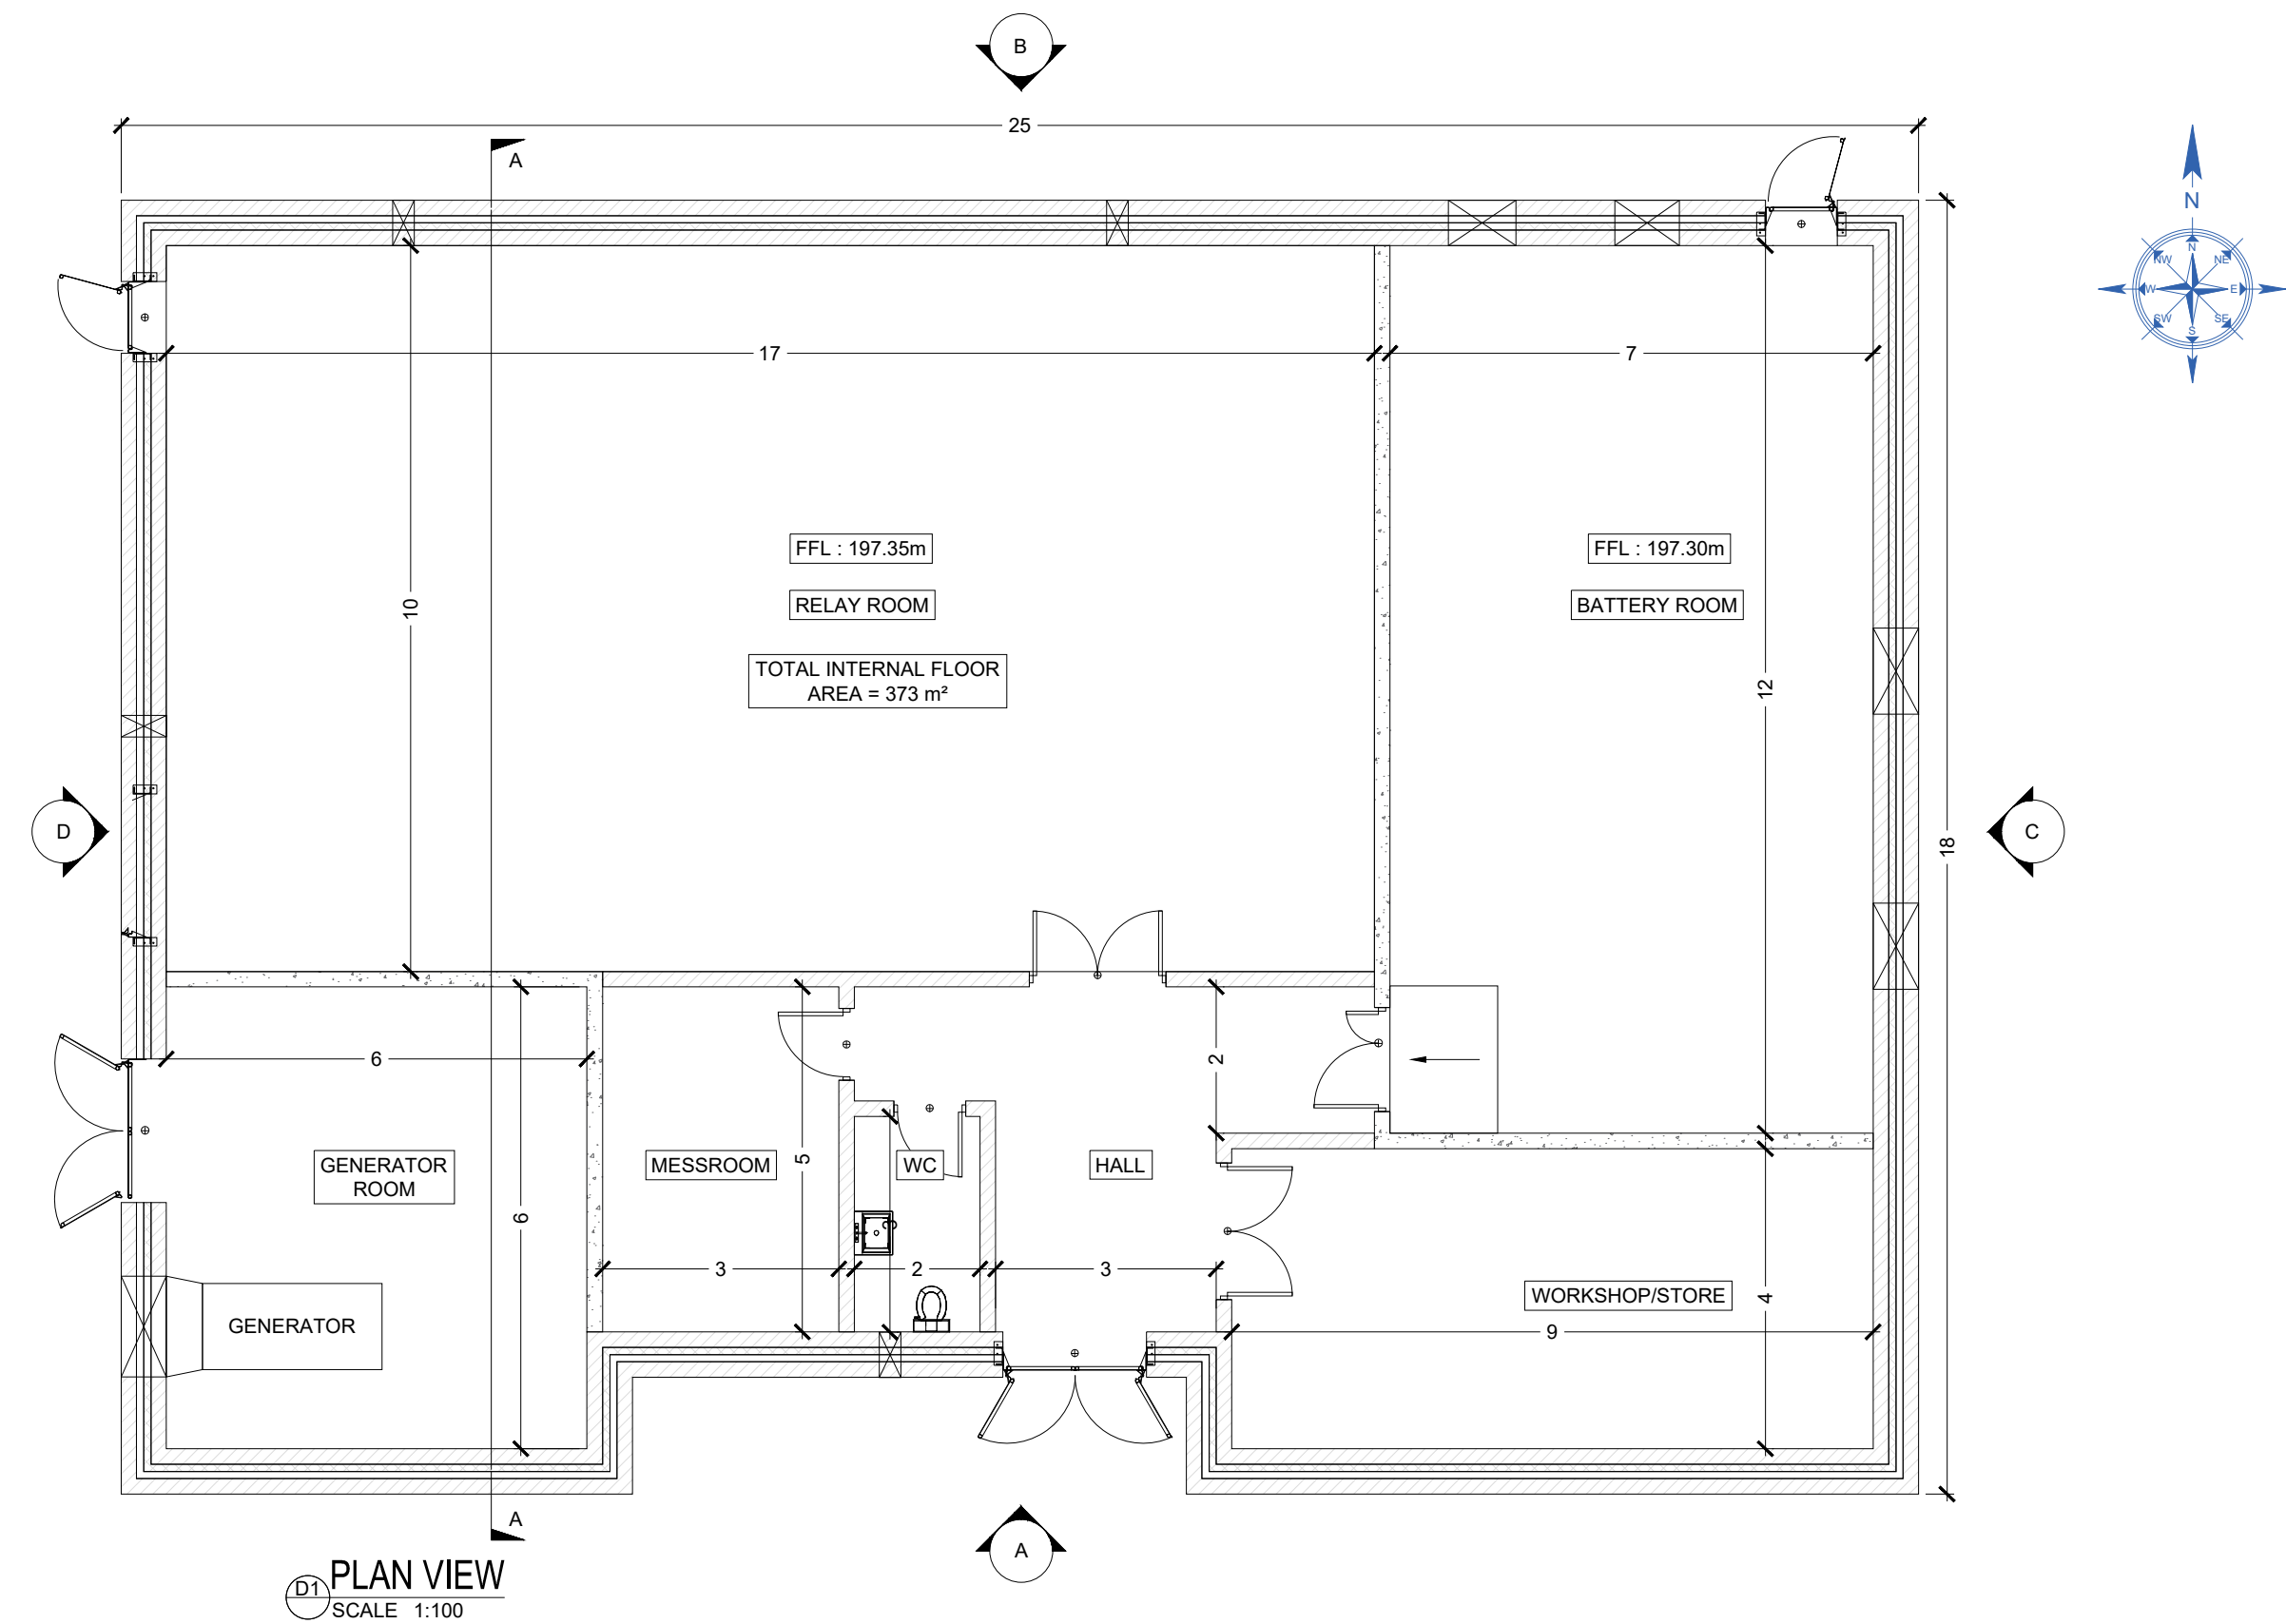 B
25
A
N
N
NW
NE
W
E
SW
SE
S
17
7
FFL : 197.35m
FFL : 197.30m
10
RELAY ROOM
BATTERY ROOM
TOTAL INTERNAL FLOOR
AREA = 373 m²
12
D
C
18
6
2
GENERATOR
ROOM
MESSROOM
5
WC
HALL
6
3
3
2
3
WORKSHOP/STORE
4
GENERATOR
9
A
A
D1
PLAN VIEW
SCALE 1:100